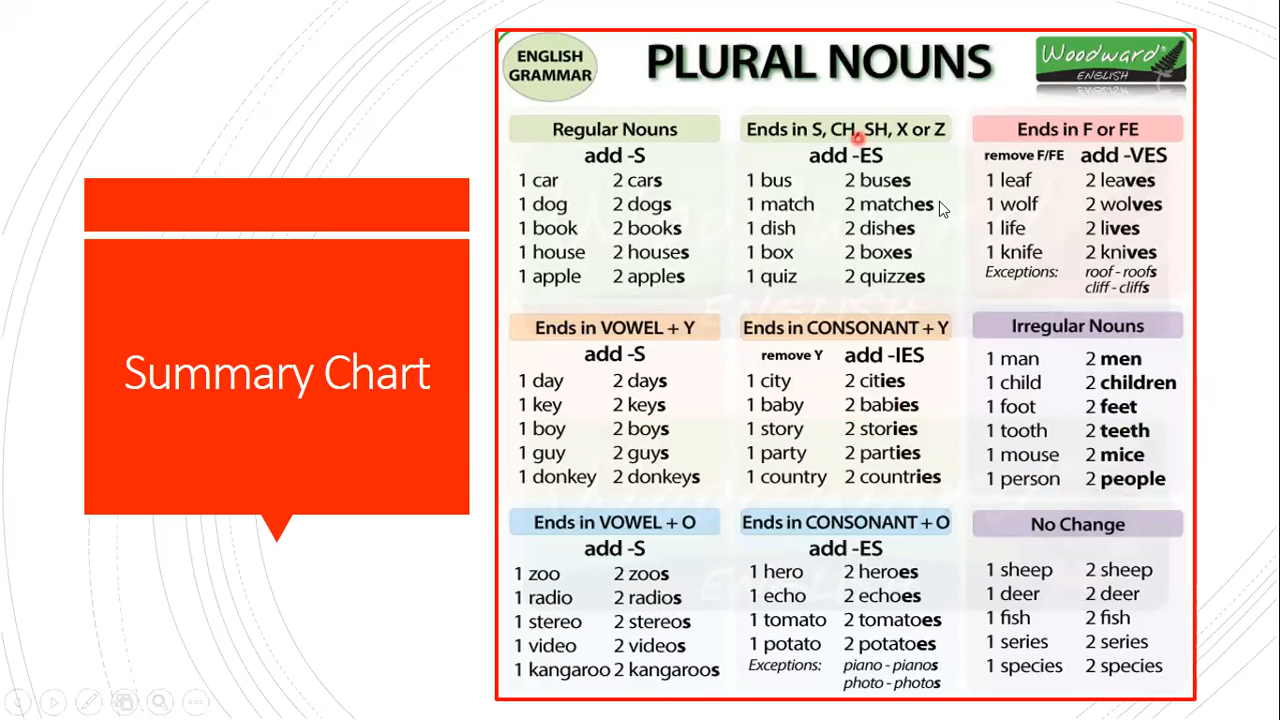 Summary Chart
ENGLISH
GRAMMAR
PLURAL NOUNS
Woodward
ENGLISH
Regular Nouns
add -S
1 car 2 cars
1 dog 2 dogs
1 book 2 books
1 house 2 houses
1 apple 2 apples
Ends in S, CH, SH, X or Z
add -ES
1 bus 2 buses
1 match 2 matches
1 dish 2 dishes
1 box 2 boxes
1 quiz 2 quizzes
Ends in F or FE
remove F/FE add -VES
1 leaf 2 leaves
1 wolf 2 wolves
1 life 2 lives
1 knife 2 knives
Exceptions: roof - roofs
cliff - cliffs
Ends in VOWEL + Y
add -S
1 day 2 days
1 key 2 keys
1 boy 2 boys
1 guy 2 guys
1 donkey 2 donkeys
Ends in CONSONANT + Y
remove Y add -IES
1 city 2 cities
1 baby 2 babies
1 story 2 stories
1 party 2 parties
1 country 2 countries
Irregular Nouns
1 man 2 men
1 child 2 children
1 foot 2 feet
1 tooth 2 teeth
1 mouse 2 mice
1 person 2 people
Ends in VOWEL + O
add -S
1 zoo 2 zoos
1 radio 2 radios
1 stereo 2 stereos
1 video 2 videos
1 kangaroo 2 kangaroos
Ends in CONSONANT + O
add -ES
1 hero 2 heroes
1 echo 2 echoes
1 tomato 2 tomatoes
1 potato 2 potatoes
Exceptions: piano - pianos
photo - photos
No Change
1 sheep 2 sheep
1 deer 2 deer
1 fish 2 fish
1 series 2 series
1 species 2 species